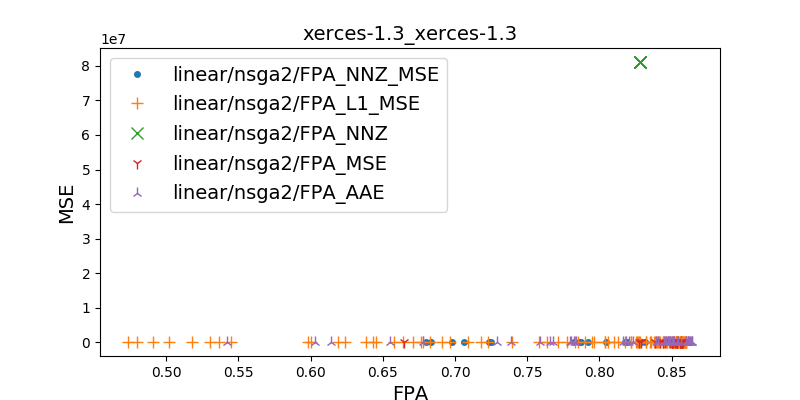 xerces-1.3_xerces-1.3
1e7
8
7
6
5
4
3
2
1
0
MSE
linear/nsga2/FPA_NNZ_MSE
linear/nsga2/FPA_L1_MSE
linear/nsga2/FPA_NNZ
linear/nsga2/FPA_MSE
linear/nsga2/FPA_AAE
0.50 0.55 0.60 0.65 0.70 0.75 0.80 0.85
FPA